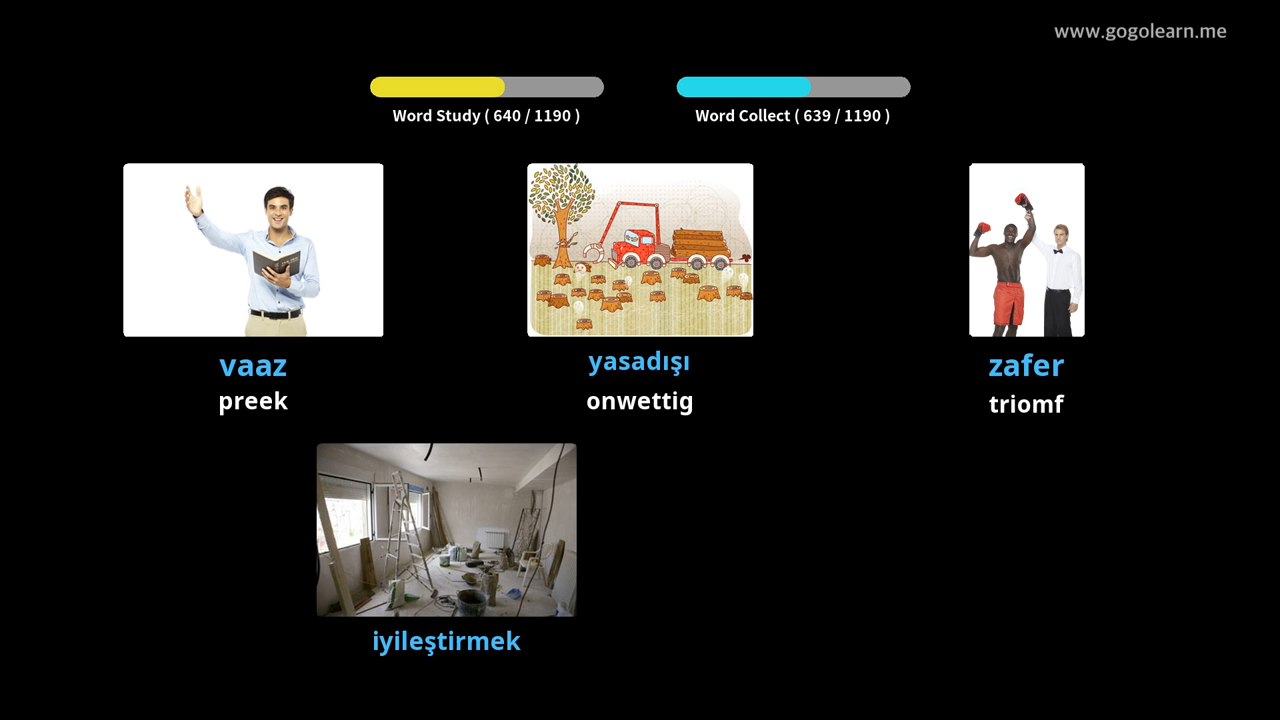 www.gogolearn.me
Word Study ( 640 / 1190 )
Word Collect ( 639 / 1190 )
vaaz
preek
yasadışı
onwettig
zafer
triomf
iyileştirmek